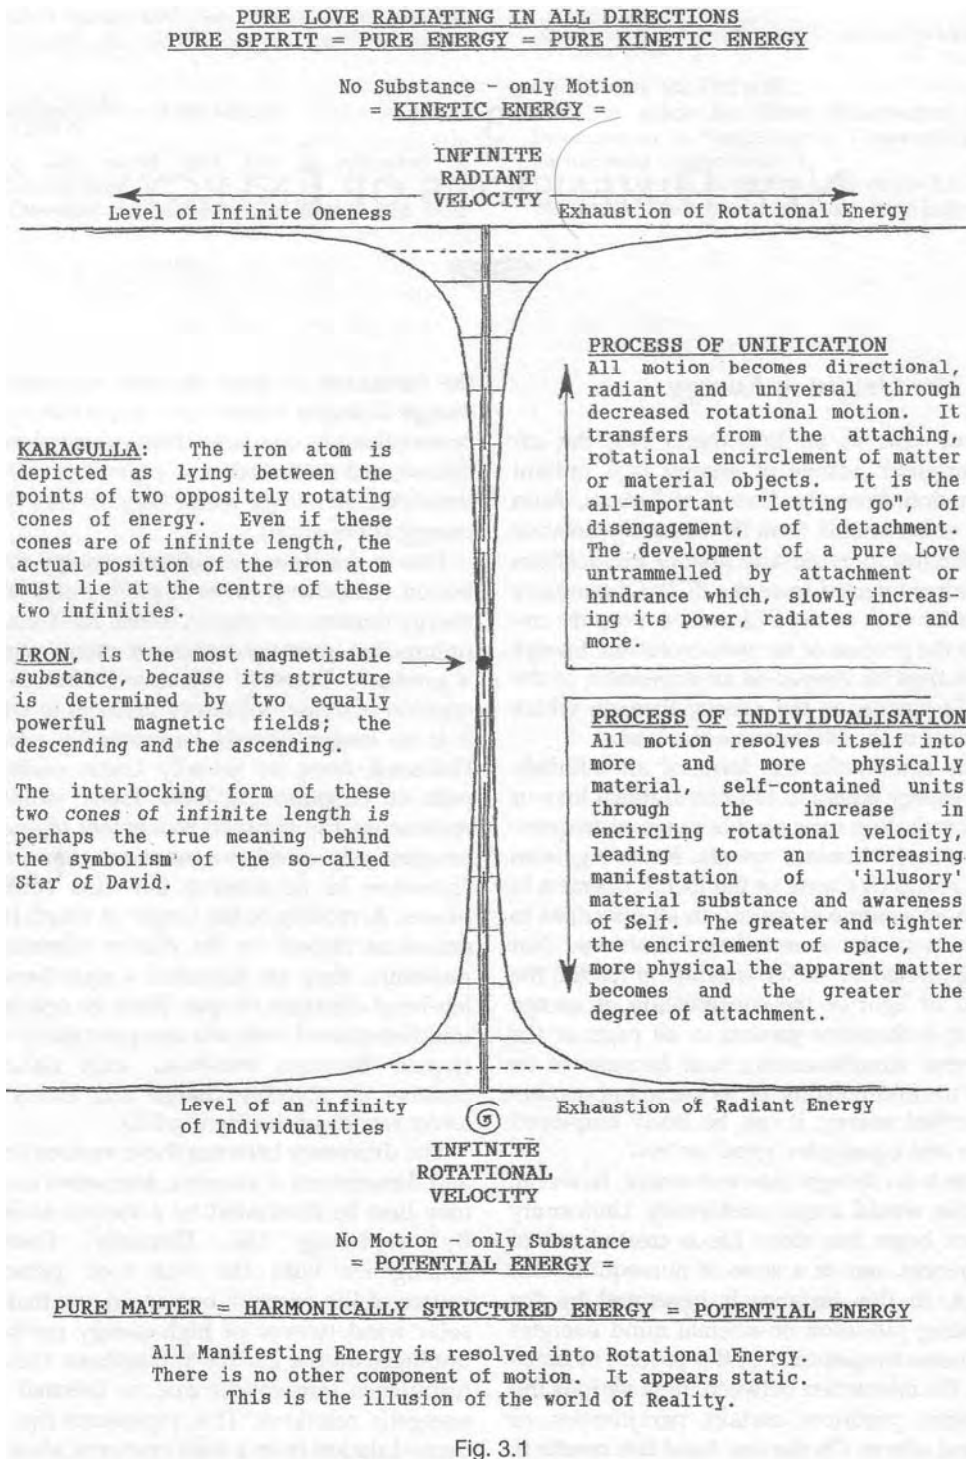 PURE LOVE RADIATING IN ALL DIRECTIONS
PURE SPIRIT = PURE ENERGY = PURE KINETIC ENERGY
No Substance - only Motion
= KINETIC ENERGY =
INFINITE
RADIANT
VELOCITY
Level of Infinite Oneness
Exhaustion of Rotational Energy
PROCESS OF UNIFICATION
All motion becomes directional,
radiant and universal through
decreased rotational motion. It
transfers from the attaching,
rotational encirclement of matter
or material objects. It is the
all-important "letting go" of
disengagement, of detachment.
The development of a pure Love
untrammelled by attachment or
hindrance which, slowly increas-
ing its power, radiates more and
more.
KARAGULLA: The iron atom is
depicted as lying between the
points of two oppositely rotating
cones of energy. Even if these
cones are of infinite length, the
actual position of the iron atom
must lie at the centre of these
two infinities.
IRON, is the most magnetisable
substance, because its structure
is determined by two equally
powerful magnetic fields; the
descending and the ascending.
The interlocking form of these
two cones of infinite length is
perhaps the true meaning behind
the symbolism of the so-called
Star of David.
PROCESS OF INDIVIDUALISATION
All motion resolves itself into
more and more physically
material, self-contained units
through the increase in
encircling rotational velocity,
leading to an increasing
manifestation of 'illusory'
material substance and awareness
of Self. The greater and tighter
the encirclement of space, the
more physical the apparent matter
becomes and the greater the
degree of attachment.
Level of an infinity
of Individualities
Exhaustion of Radiant Energy
INFINITE
ROTATIONAL
VELOCITY
No Motion - only Substance
= POTENTIAL ENERGY =
PURE MATTER = HARMONICALLY STRUCTURED ENERGY = POTENTIAL ENERGY
All Manifesting Energy is resolved into Rotational Energy.
There is no other component of motion. It appears static.
This is the illusion of the world of Reality.
Fig. 3.1